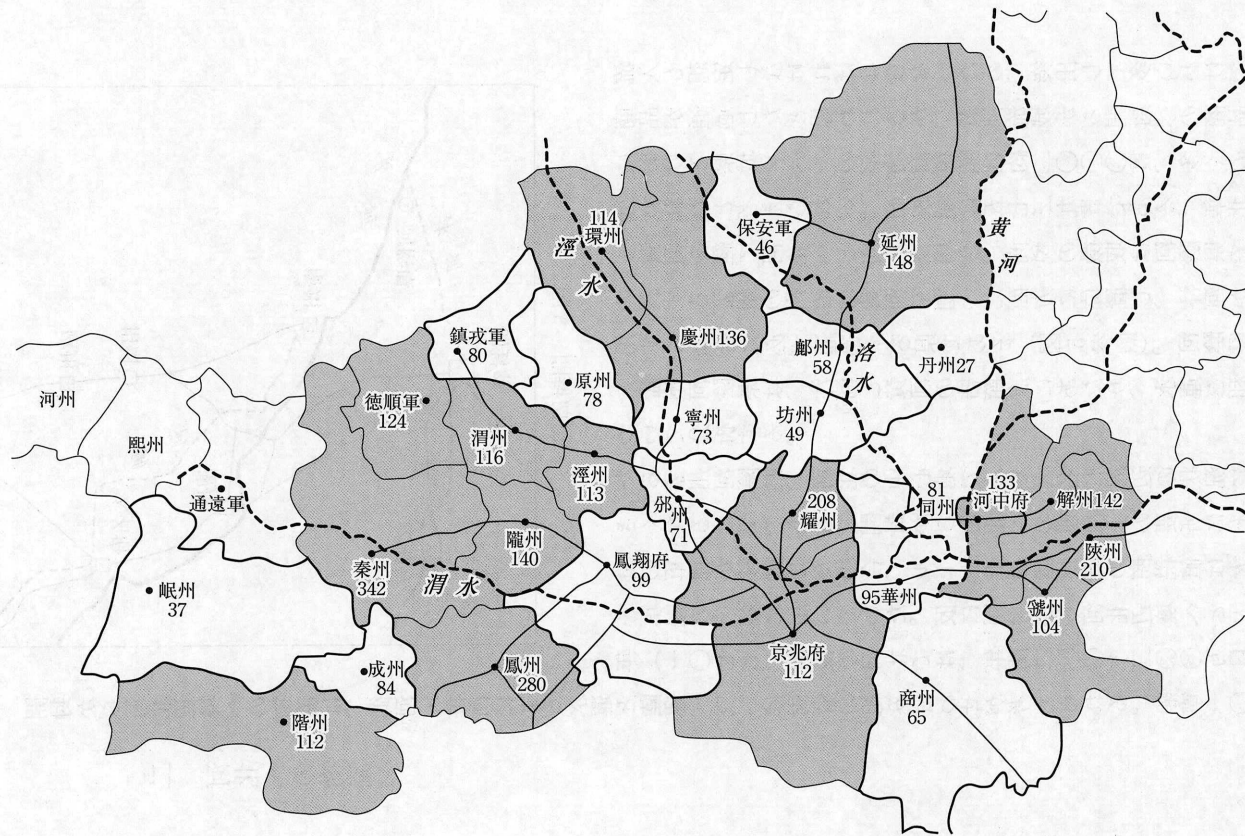 114
環州
涇
水
保安軍
46
延州
148
黄
河
鎮戎軍
80
原州
78
慶州136
鄜州
58
洛
水
丹州27
河州
熙州
徳順軍
124
渭州
116
涇州
113
寧州
73
坊州
49
通遠軍
邠州
71
208
耀州
81
同州
133
河中府
解州142
陝州
210
岷州
37
秦州
342
渭水
隴州
140
鳳翔府
99
95華州
虢州
104
成州
84
鳳州
280
京兆府
112
商州
65
階州
112